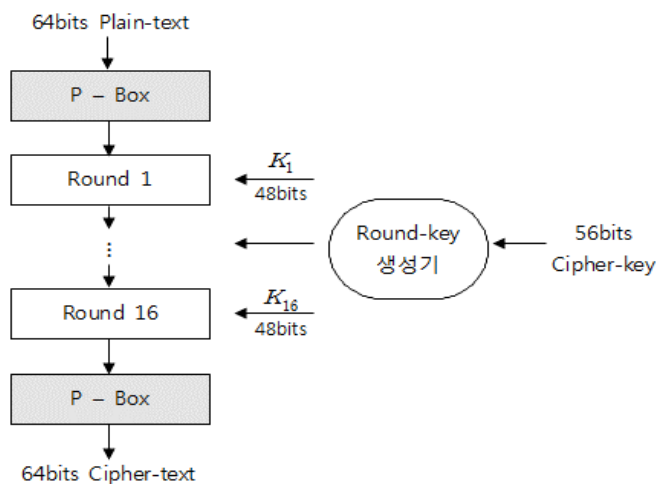 64bits Plain-text
P – Box
Round 1
K1
48bits
⋮
Round-key
생성기
56bits
Cipher-key
Round 16
K16
48bits
P – Box
64bits Cipher-text